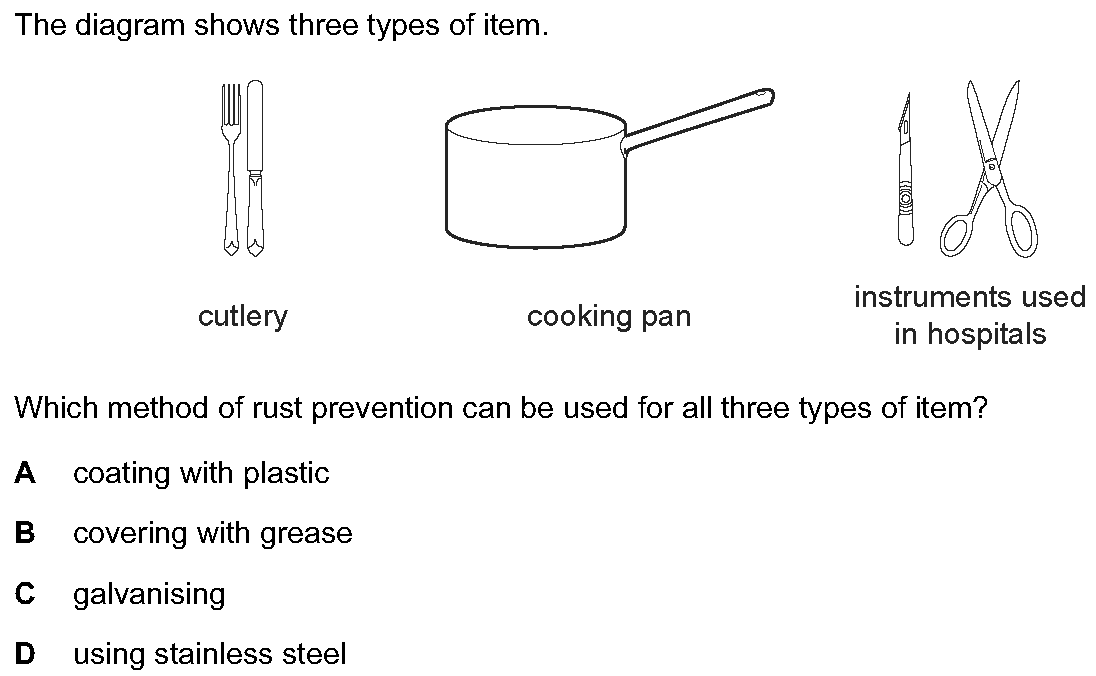 The diagram shows three types of item.
cutlery
cooking pan
instruments used
in hospitals
Which method of rust prevention can be used for all three types of item?
A coating with plastic
B covering with grease
C galvanising
D using stainless steel